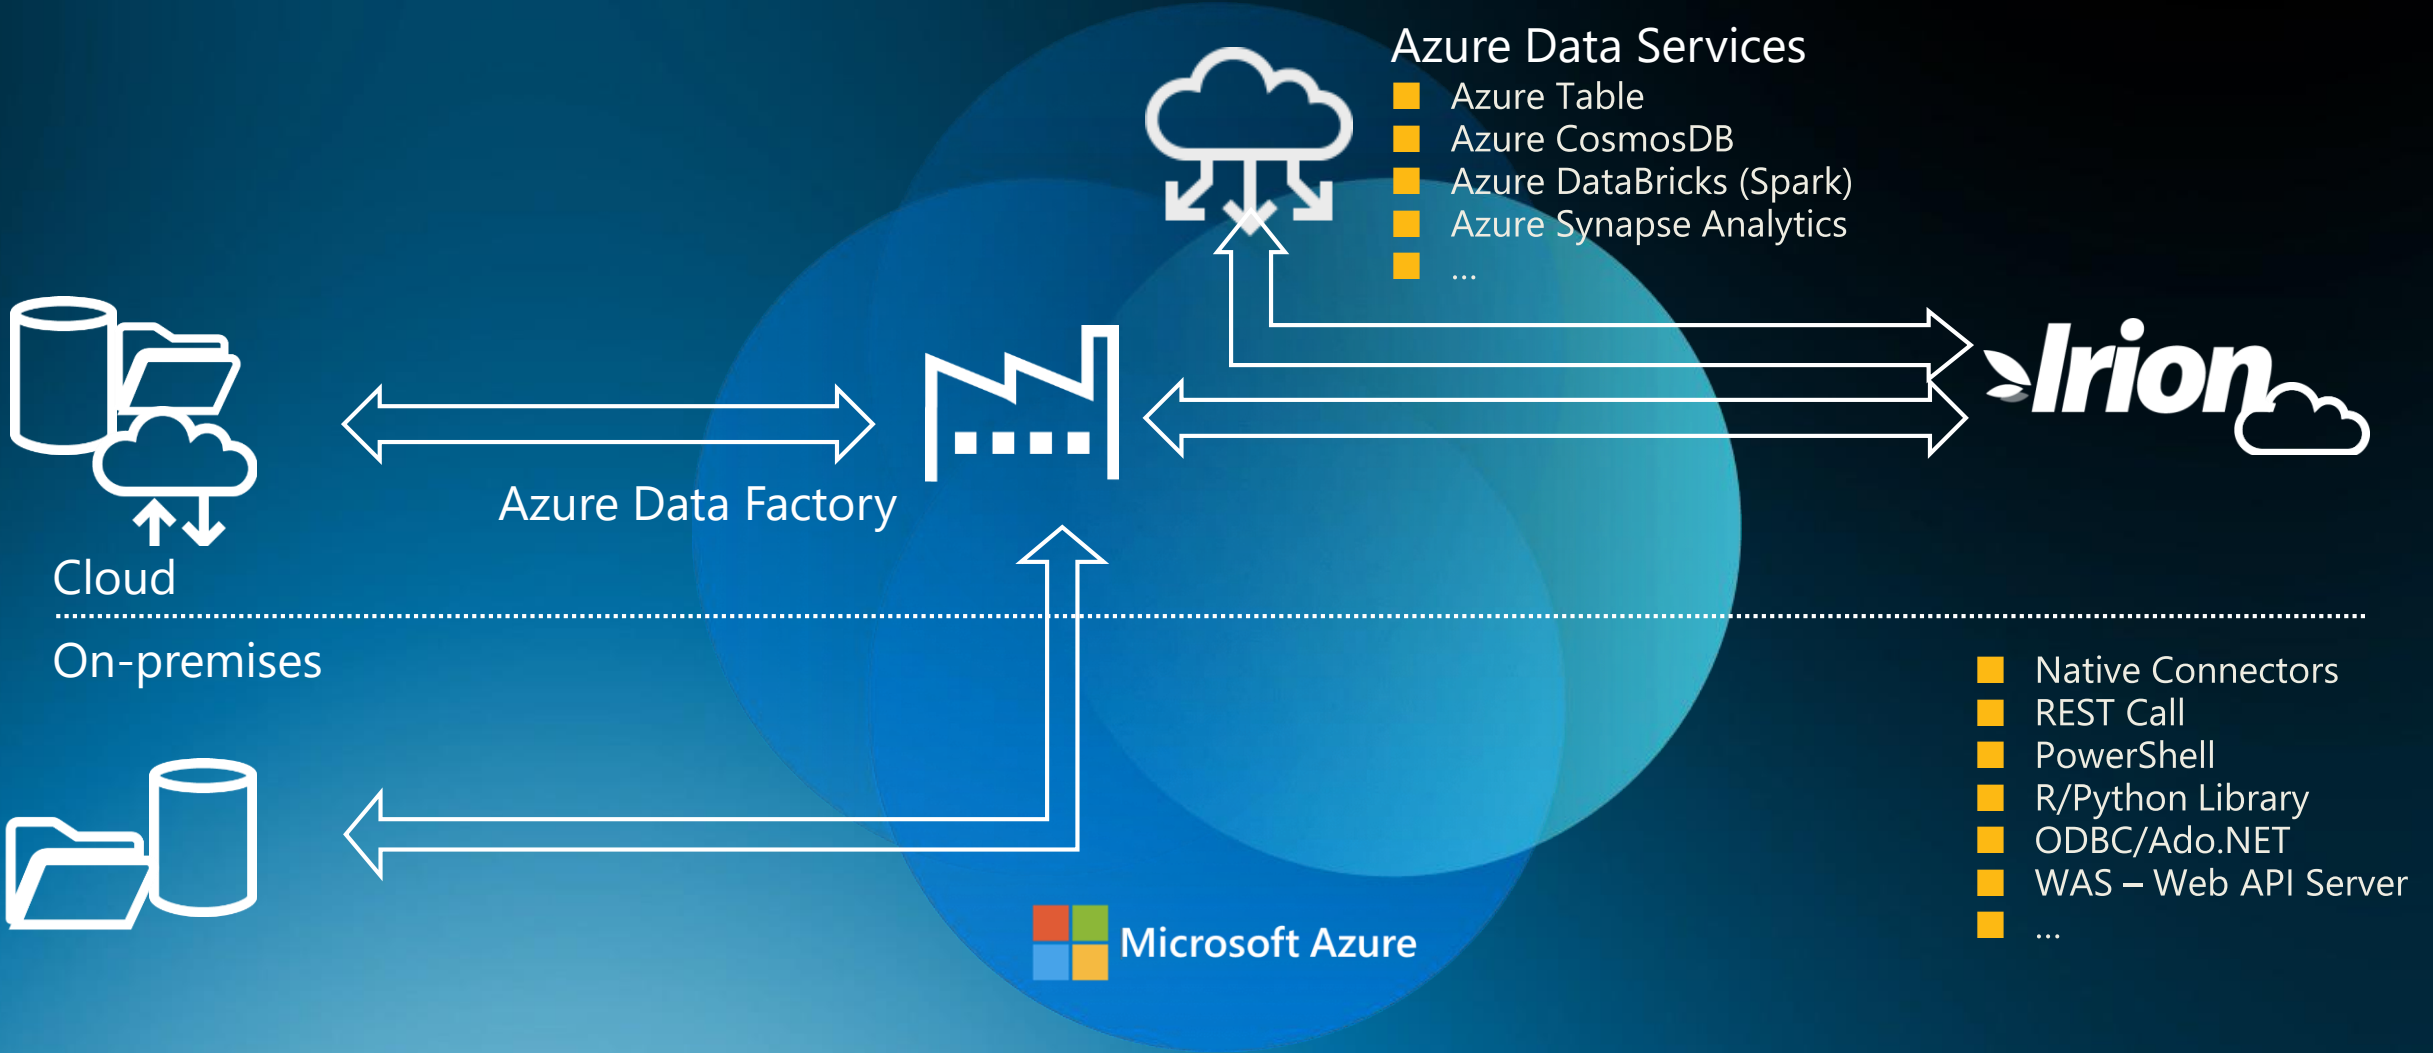 Azure Data Services
Azure Table
Azure CosmosDB
Azure DataBricks (Spark)
Azure Synapse Analytics
...
Irion
Azure Data Factory
Cloud
On-premises
Native Connectors
REST Call
PowerShell
R/Python Library
ODBC/Ado.NET
WAS – Web API Server
...
Microsoft Azure